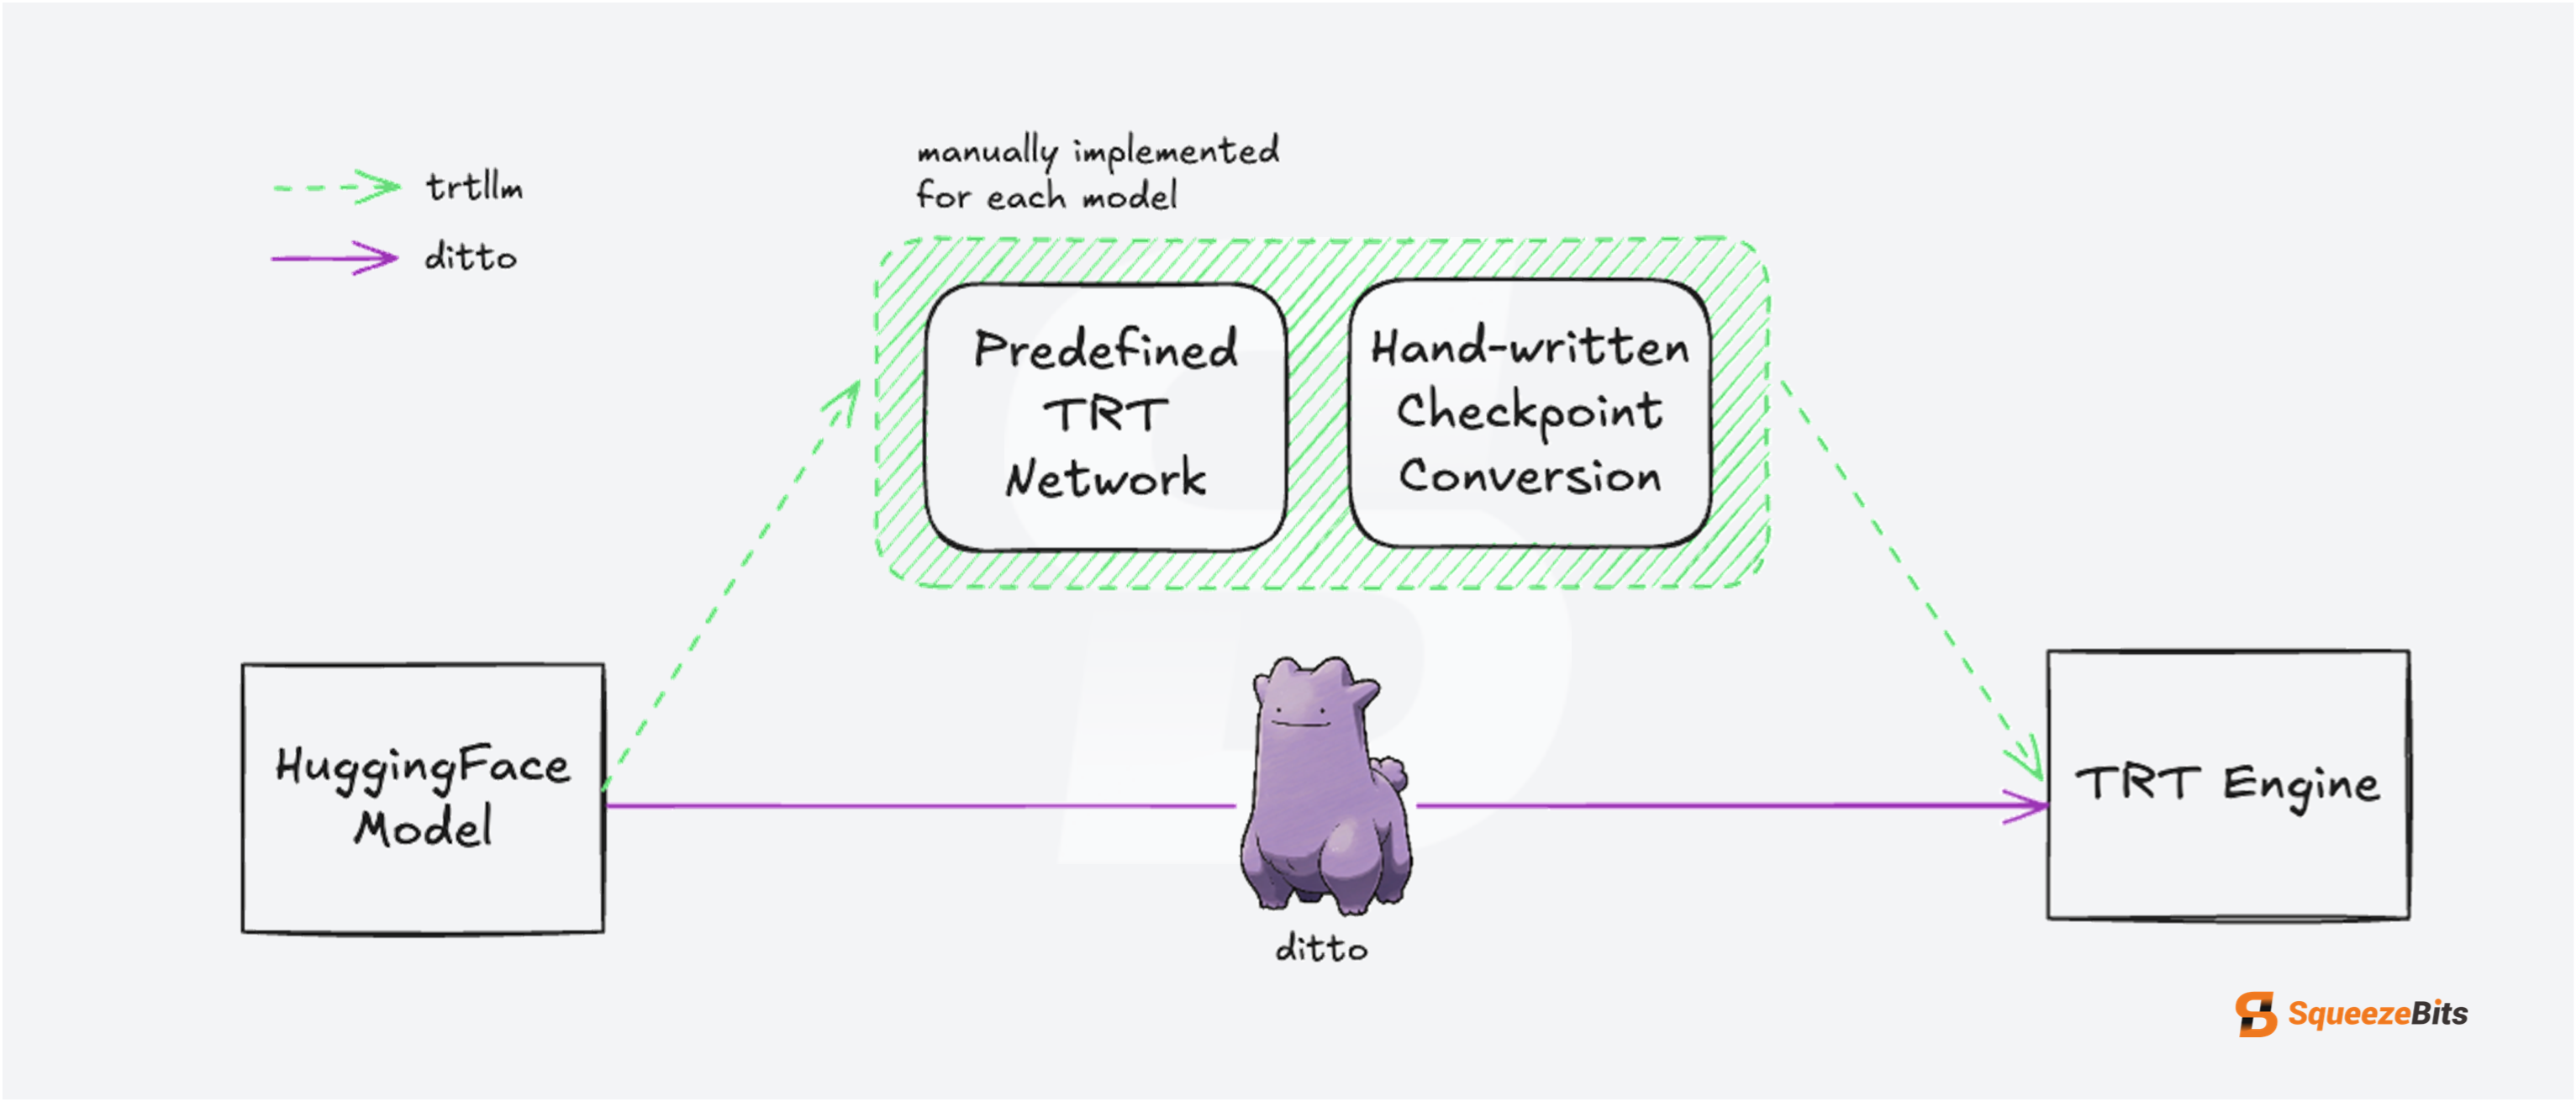 trtllm
ditto
manually implemented
for each model
Predefined
TRT
Network
Hand-written
Checkpoint
Conversion
HuggingFace
Model
ditto
TRT Engine
SqueezeBits